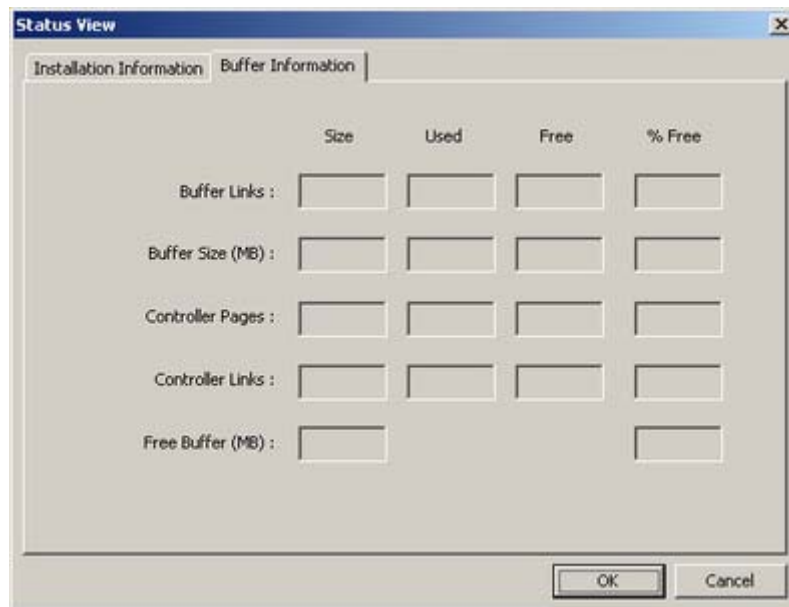 Status View
Installation Information Buffer Information
Size Used Free % Free
Buffer Links :
Buffer Size (MB) :
Controller Pages :
Controller Links :
Free Buffer (MB) :
OK Cancel